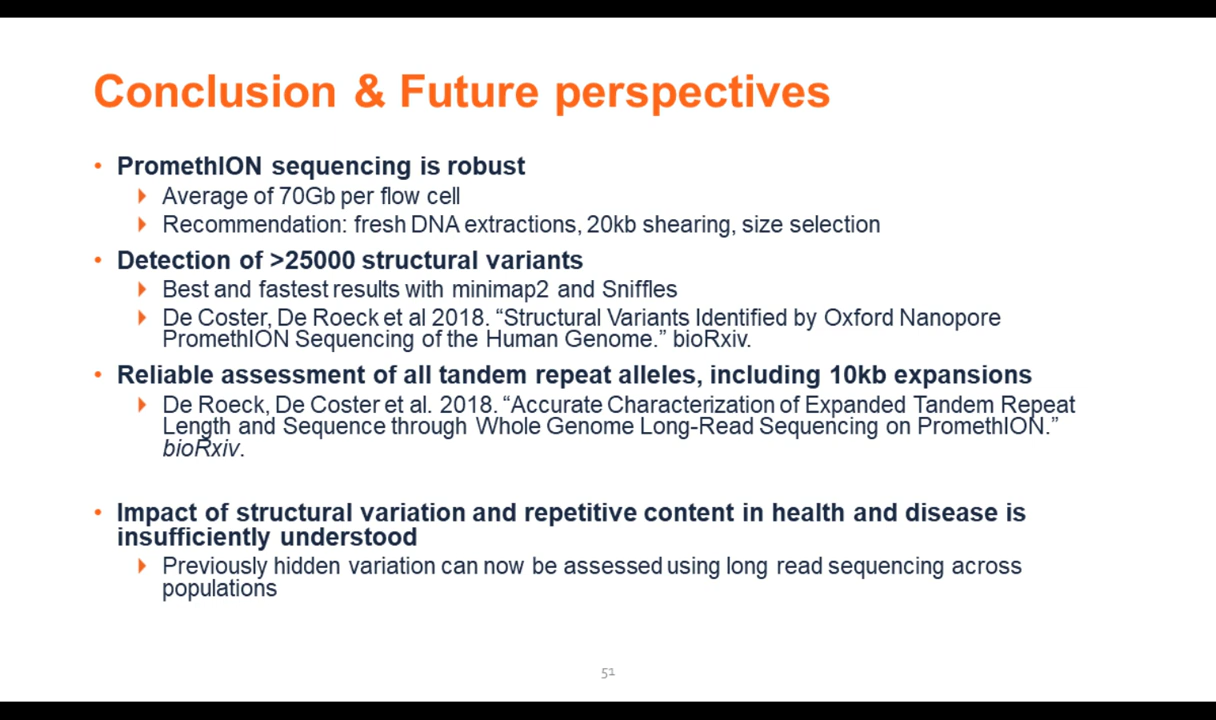 Conclusion & Future perspectives
• PromethION sequencing is robust
Average of 70Gb per flow cell
Recommendation: fresh DNA extractions, 20kb shearing, size selection
• Detection of >25000 structural variants
Best and fastest results with minimap2 and Sniffles
De Coster, De Roeck et al 2018. “Structural Variants Identified by Oxford Nanopore
PromethION Sequencing of the Human Genome.” bioRxiv.
• Reliable assessment of all tandem repeat alleles, including 10kb expansions
De Roeck, De Coster et al. 2018. “Accurate Characterization of Expanded Tandem Repeat
Length and Sequence through Whole Genome Long-Read Sequencing on PromethION.”
bioRxiv.
• Impact of structural variation and repetitive content in health and disease is
insufficiently understood
Previously hidden variation can now be assessed using long read sequencing across
populations
51